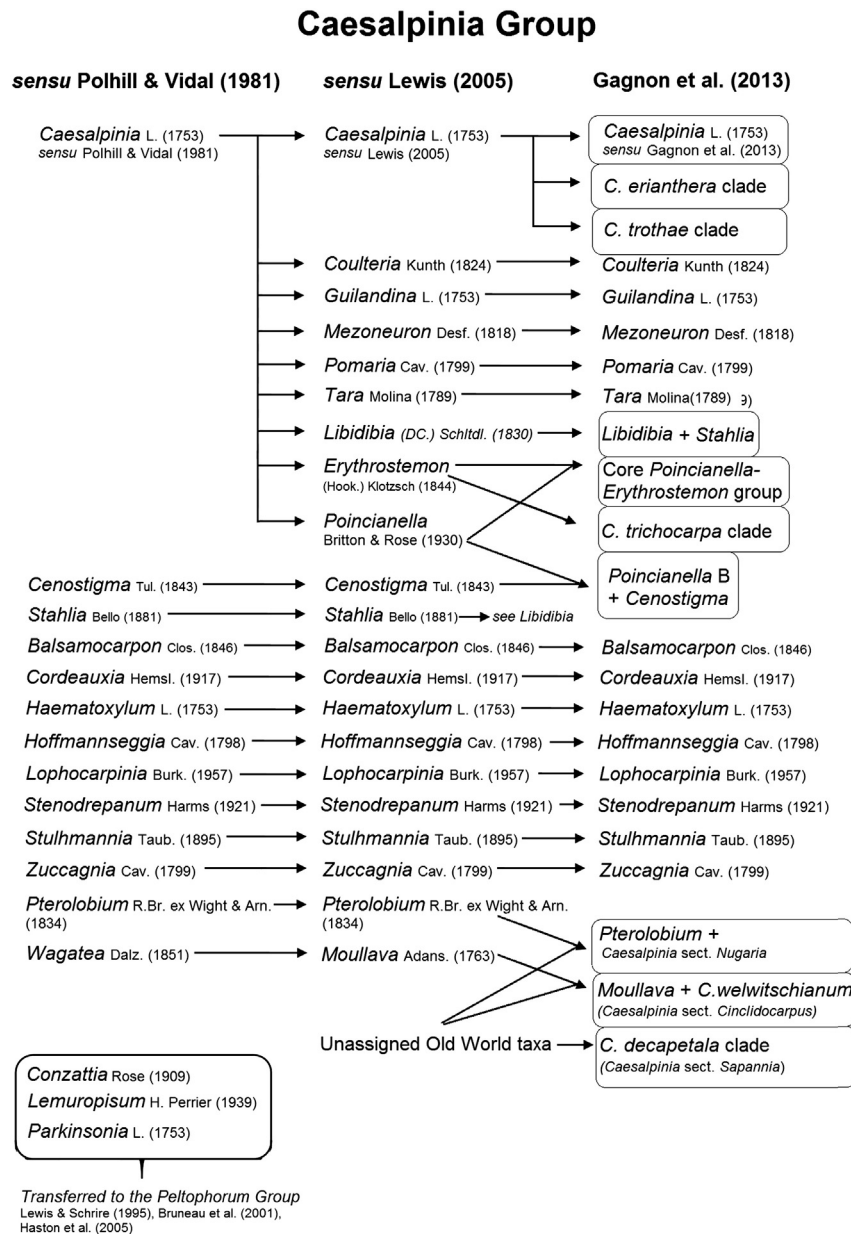 Caesalpinia Group
sensu Polhill & Vidal (1981) sensu Lewis (2005) Gagnon et al. (2013)
Caesalpinia L. (1753) Caesalpinia L. (1753) Caesalpinia L. (1753)
sensu Polhill & Vidal (1981) sensu Lewis (2005) sensu Gagnon et al. (2013)
C. erianthera clade
C. trothae clade
Coulteria Kunth (1824) Coulteria Kunth (1824)
Guilandina L. (1753) Guilandina L. (1753)
Mezoneuron Desf. (1818) Mezoneuron Desf. (1818)
Pomaria Cav. (1799) Pomaria Cav. (1799)
Tara Molina (1789) Tara Molina(1789) 9)
Libidibia (DC.) Schltdl. (1830) Libidibia + Stahlia
Erythrostemon Core Poincianella-
(Hook.) Klotzsch (1844) Erythrostemon group
Poincianella C. trichocarpa clade
Britton & Rose (1930)
Poincianella B
Cenostigma Tul. (1843) Cenostigma Tul. (1843) + Cenostigma
Stahlia Bello (1881) Stahlia Bello (1881) see Libidibia
Balsamocarpon Clos. (1846) Balsamocarpon Clos. (1846) Balsamocarpon Clos. (1846)
Cordeauxia Hemsl. (1917) Cordeauxia Hemsl. (1917) Cordeauxia Hemsl. (1917)
Haematoxylum L. (1753) Haematoxylum L. (1753) Haematoxylum L. (1753)
Hoffmannseggia Cav. (1798) Hoffmannseggia Cav. (1798) Hoffmannseggia Cav. (1798)
Lophocarpinia Burk. (1957) Lophocarpinia Burk. (1957) Lophocarpinia Burk. (1957)
Stenodrepanum Harms (1921) Stenodrepanum Harms (1921) Stenodrepanum Harms (1921)
Stulhmannia Taub. (1895) Stulhmannia Taub. (1895) Stulhmannia Taub. (1895)
Zuccagnia Cav. (1799) Zuccagnia Cav. (1799) Zuccagnia Cav. (1799)
Pterolobium R.Br. ex Wight & Arn. Pterolobium R.Br. ex Wight & Arn.
(1834) (1834)
Pterolobium +
Caesalpinia sect. Nugaria
Wagatea Dalz. (1851) Moullava Adans. (1763)
Moullava + C.welwitschianum
(Caesalpinia sect. Cinclidocarpus)
Unassigned Old World taxa C. decapetala clade
(Caesalpinia sect. Sapannia)
Conzattia Rose (1909)
Lemuropisum H. Perrier (1939)
Parkinsonia L. (1753)
Transferred to the Peltophorum Group
Lewis & Schrire (1995), Bruneau et al. (2001),
Haston et al. (2005)